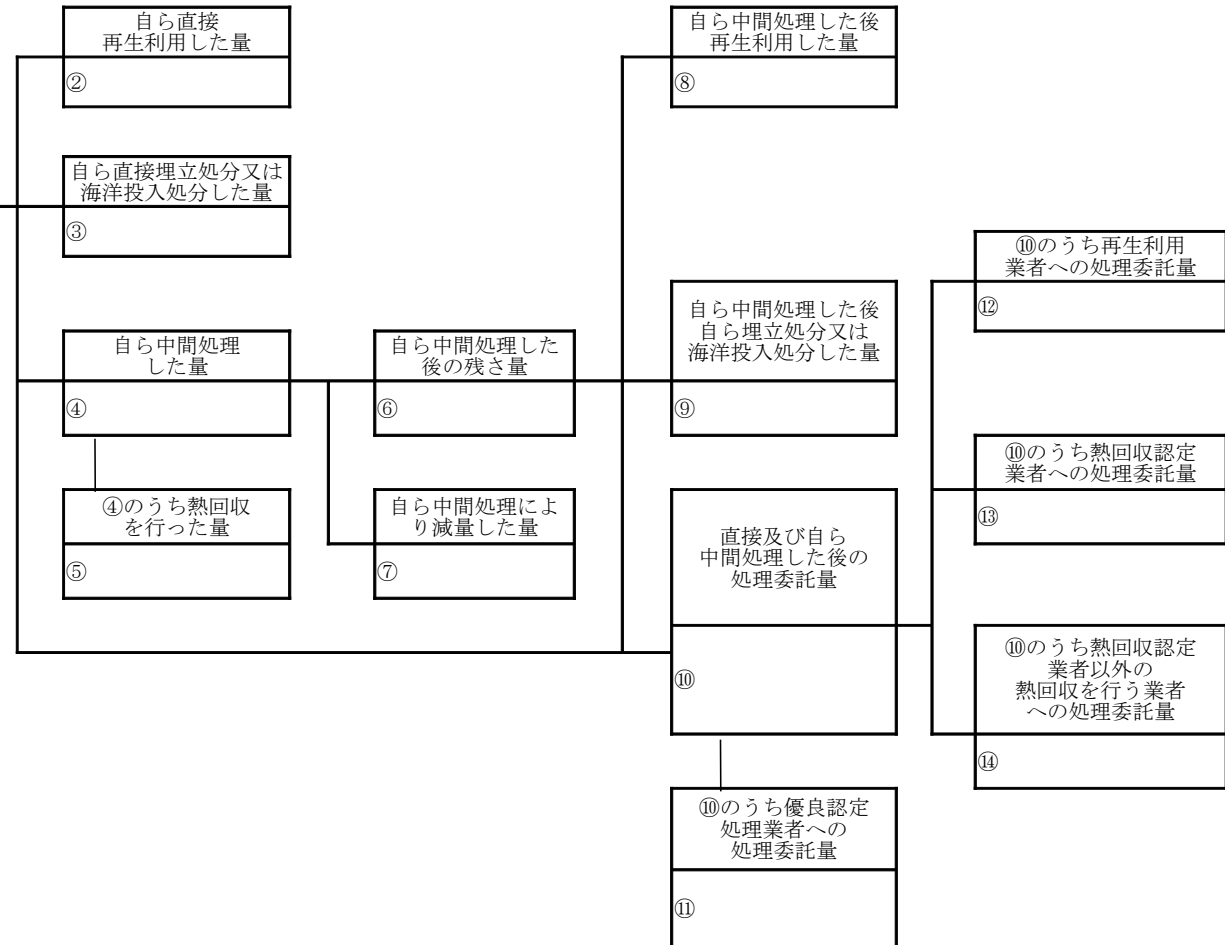 自ら直接
再生利用した量
②
自ら中間処理した後
再生利用した量
⑧
自ら直接埋立処分又は
海洋投入処分した量
③
⑩のうち再生利用
業者への処理委託量
⑫
自ら中間処理
した量
④
自ら中間処理した
後の残さ量
⑥
自ら中間処理した後
自ら埋立処分又は
海洋投入処分した量
⑨
⑩のうち熱回収認定
業者への処理委託量
⑬
④のうち熱回収
を行った量
⑤
自ら中間処理によ
り減量した量
⑦
直接及び自ら
中間処理した後の
処理委託量
⑩
⑩のうち熱回収認定
業者以外の
熱回収を行う業者
への処理委託量
⑭
⑩のうち優良認定
処理業者への
処理委託量
⑪